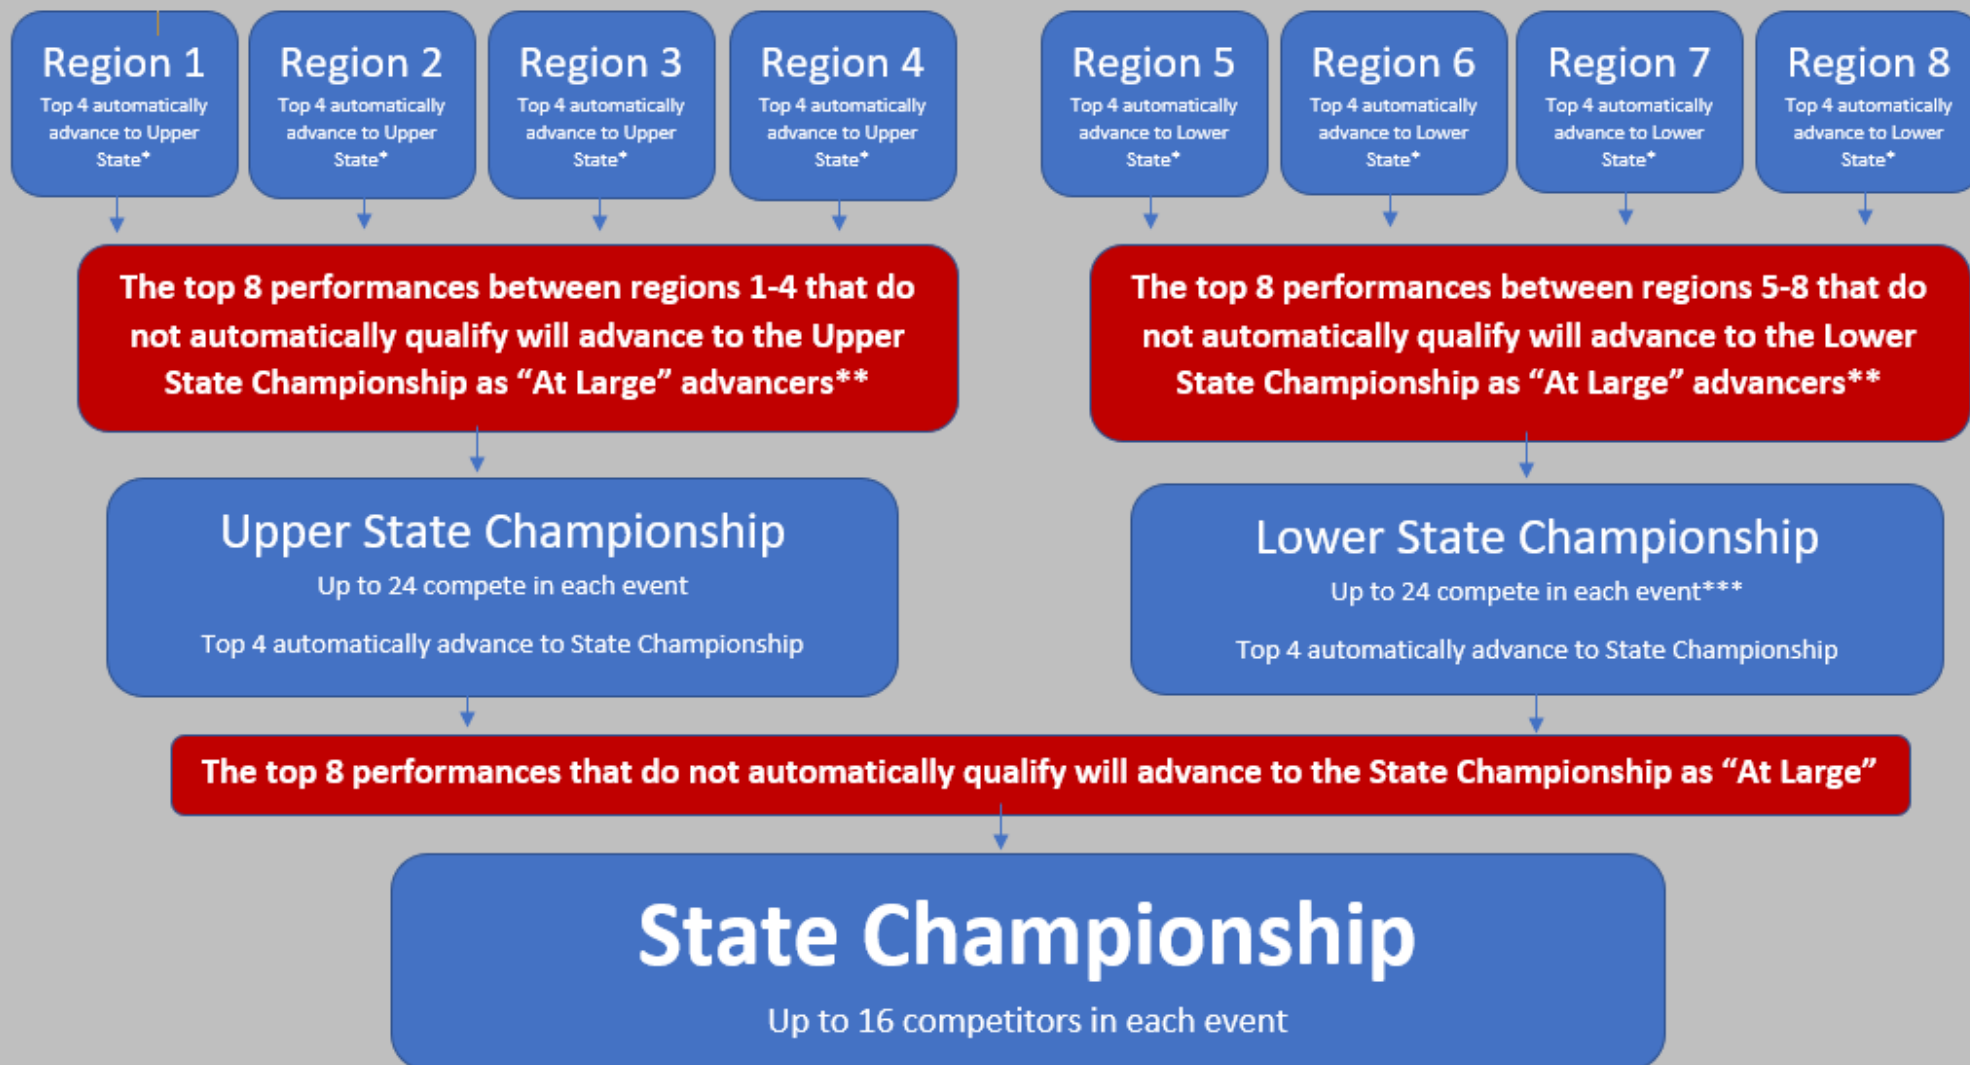 Region 1
Top 4 automatically
advance to Upper
State*
Region 2
Top 4 automatically
advance to Upper
State*
Region 3
Top 4 automatically
advance to Upper
State*
Region 4
Top 4 automatically
advance to Upper
State*
Region 5
Top 4 automatically
advance to Lower
State*
Region 6
Top 4 automatically
advance to Lower
State*
Region 7
Top 4 automatically
advance to Lower
State*
Region 8
Top 4 automatically
advance to Lower
State*
The top 8 performances between regions 1-4 that do
not automatically qualify will advance to the Upper
State Championship as “At Large” advancers**
The top 8 performances between regions 5-8 that do
not automatically qualify will advance to the Lower
State Championship as “At Large” advancers**
Upper State Championship
Up to 24 compete in each event
Top 4 automatically advance to State Championship
Lower State Championship
Up to 24 compete in each event***
Top 4 automatically advance to State Championship
The top 8 performances that do not automatically qualify will advance to the State Championship as “At Large”
State Championship
Up to 16 competitors in each event